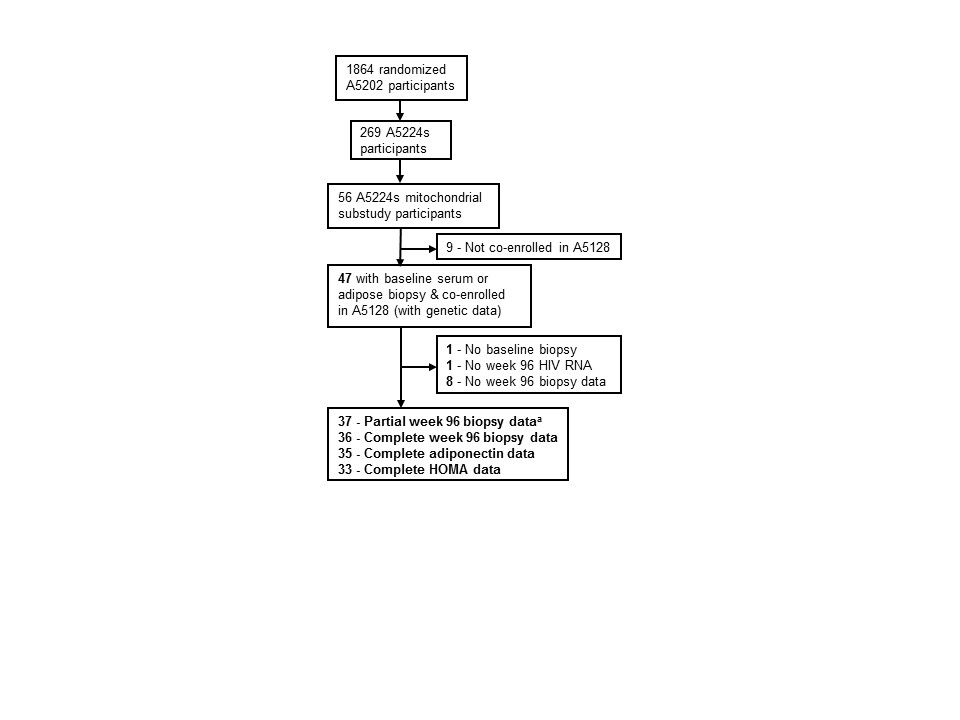 1864 randomized
A5202 participants
269 A5224s
participants
56 A5224s mitochondrial
substudy participants
9 - Not co-enrolled in A5128
47 with baseline serum or
adipose biopsy & co-enrolled
in A5128 (with genetic data)
1 - No baseline biopsy
1 - No week 96 HIV RNA
8 - No week 96 biopsy data
37 - Partial week 96 biopsy dataª
36 - Complete week 96 biopsy data
35 - Complete adiponectin data
33 - Complete HOMA data